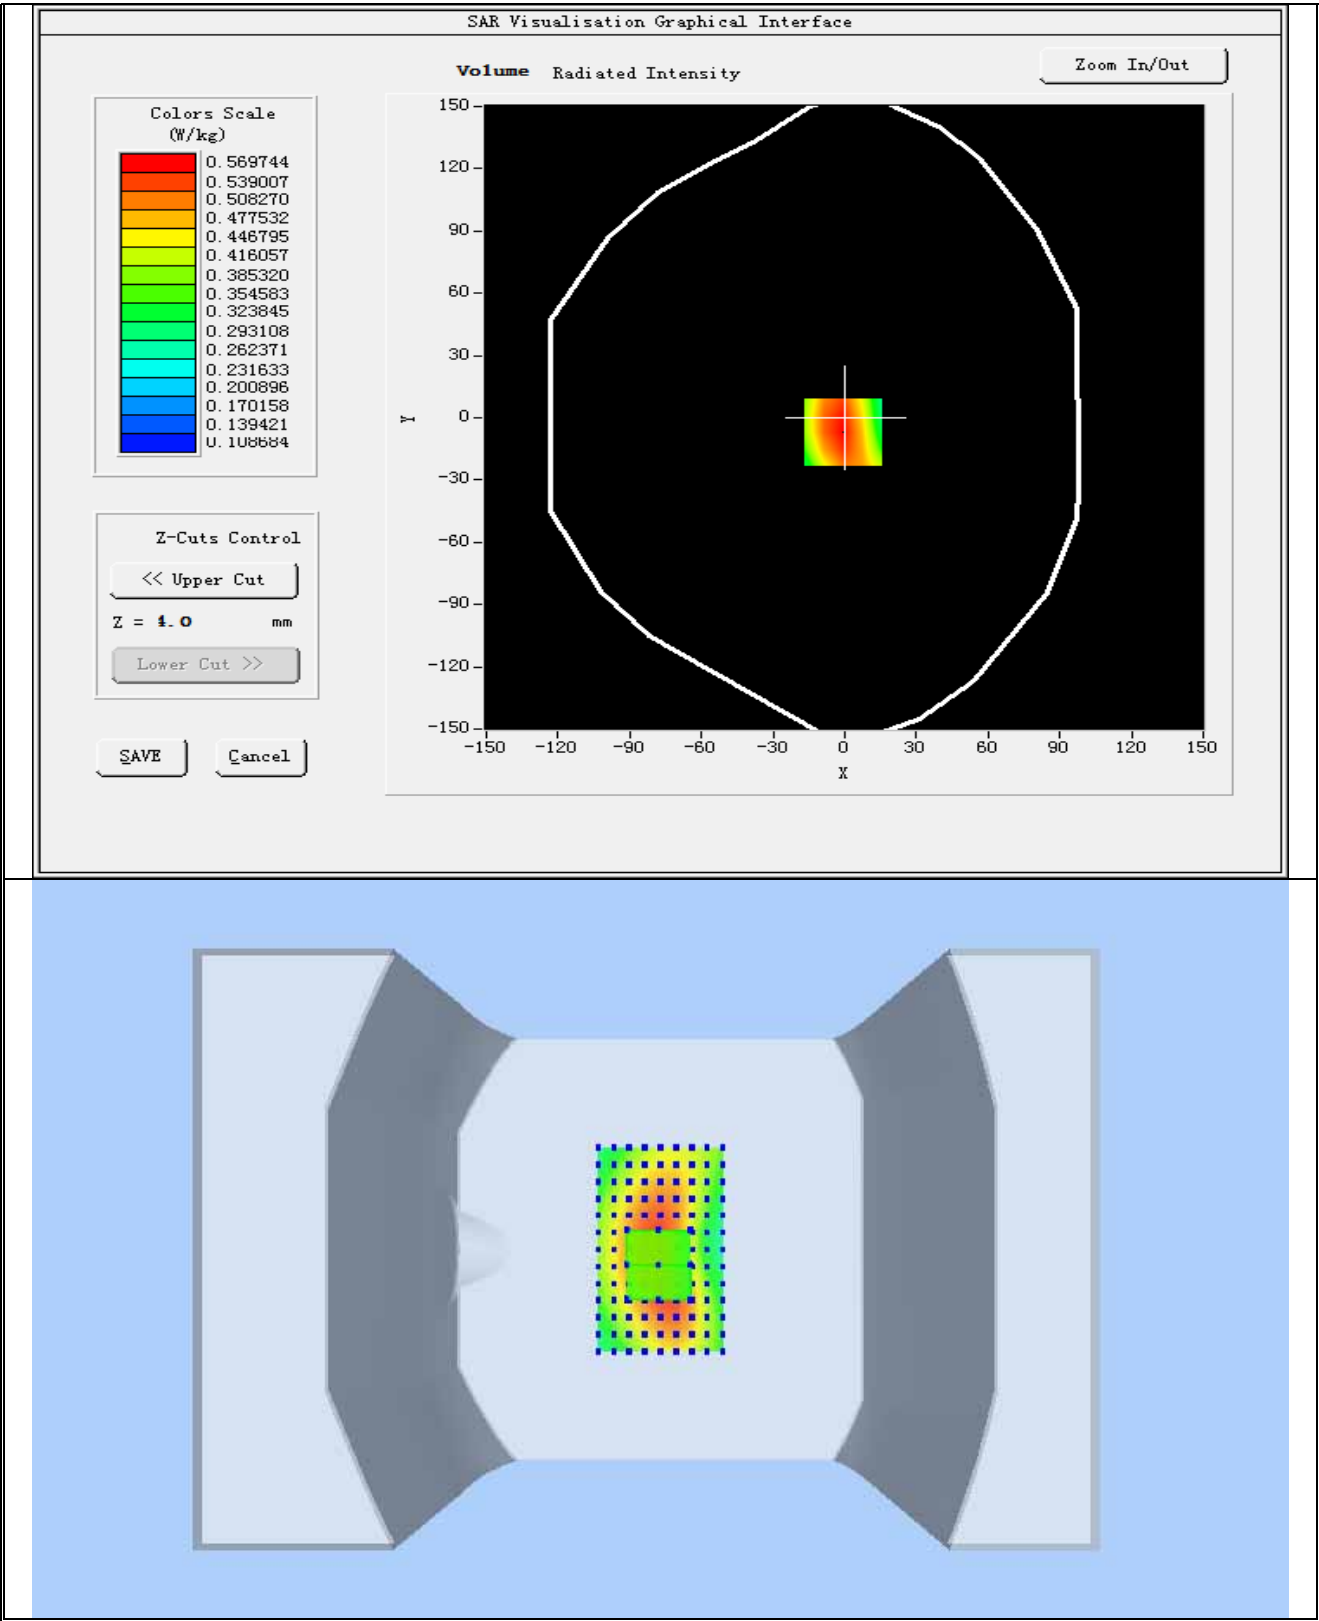 SAR Visualisation Graphical Interface
Volume Radiated Intensity
Zoom In/Out
Colors Scale
(W/kg)
0.569744
0.539007
0.508270
0.477532
0.446795
0.416057
0.385320
0.354583
0.323845
0.293108
0.262371
0.231633
0.200896
0.170158
0.139421
0.108684
Z-Cuts Control
<< Upper Cut
Z = 4.0 mm
Lower Cut >>
SAVE Cancel
150
120
90
60
30
0
-30
-60
-90
-120
-150
Y
-150 -120 -90 -60 -30 0 30 60 90 120 150
X